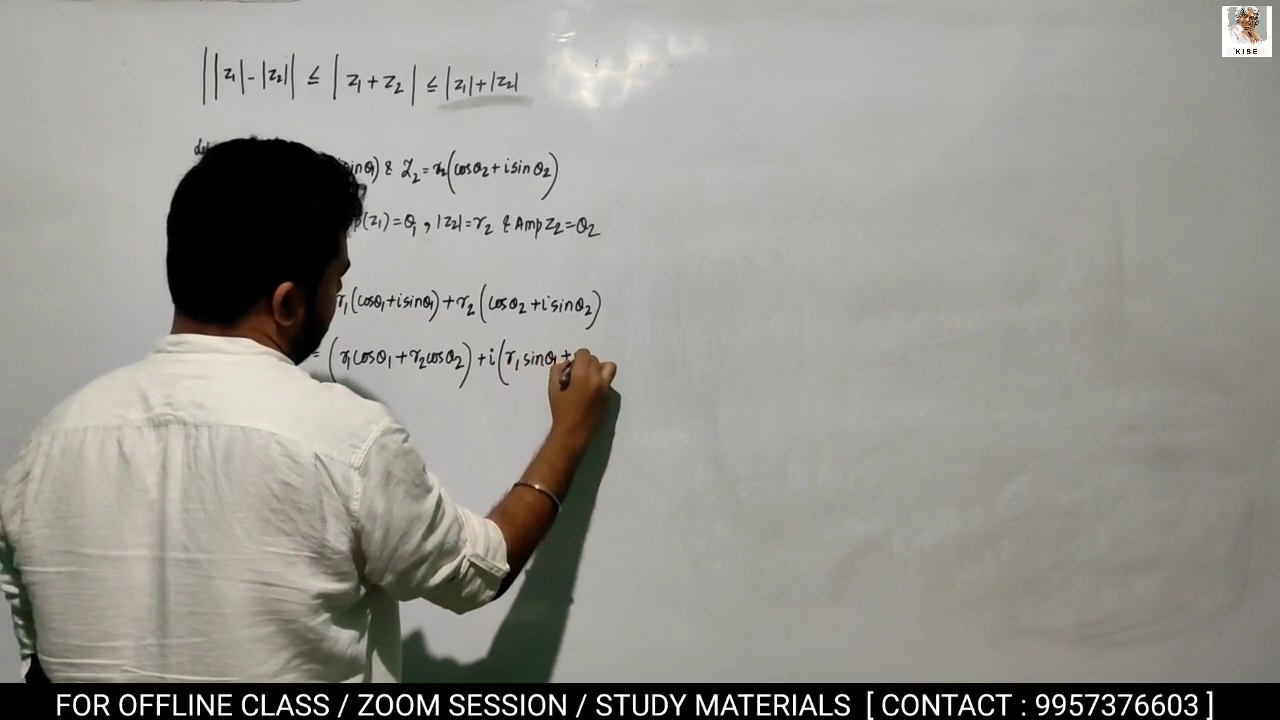 ||z₁|-|z₂|| ≤ |z₁+z₂| ≤ |z₁|+|z₂|
KISE
sinθ₁) & Z₂=r₂(cosθ₂+isinθ₂)
p(z₁)=θ₁, |z₂|=r₂ & Amp z₂=θ₂
r₁(cosθ₁+isinθ₁)+r₂(cosθ₂+isinθ₂)
= (r₁cosθ₁+r₂cosθ₂)+i(r₁sinθ₁+
FOR OFFLINE CLASS / ZOOM SESSION / STUDY MATERIALS [ CONTACT : 9957376603 ]